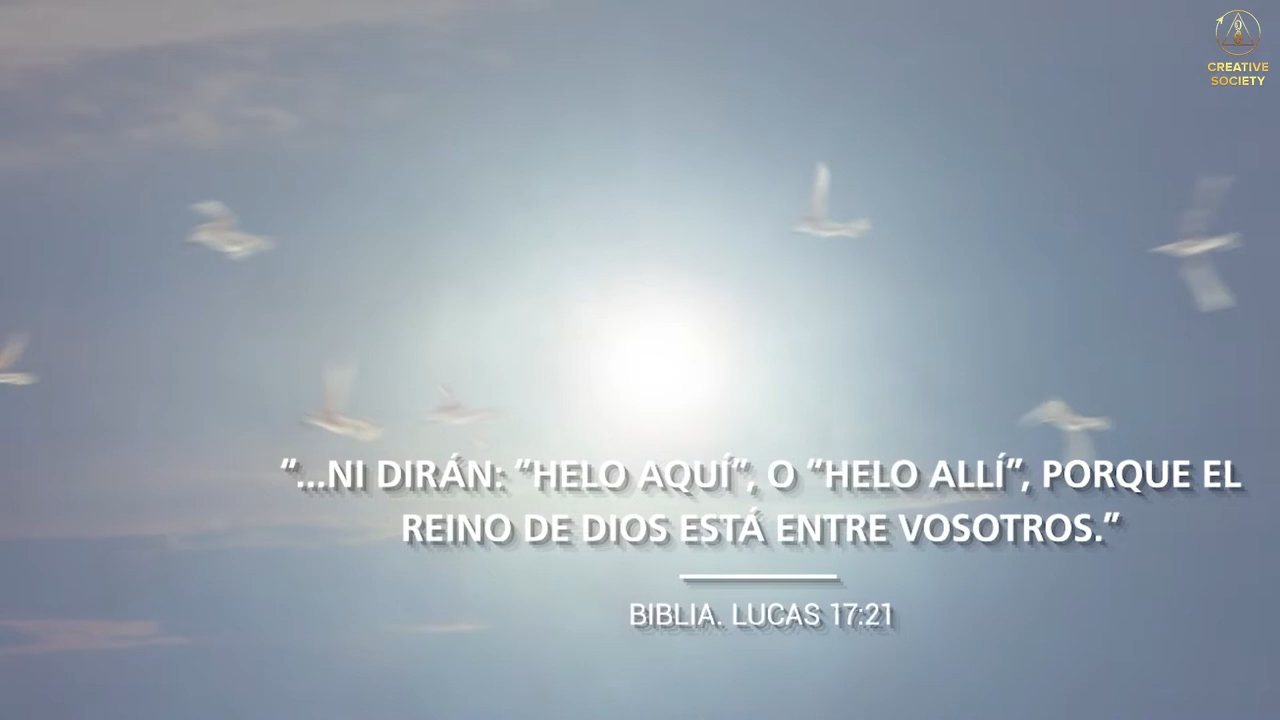 CREATIVE
SOCIETY
"...NI DIRÁN: "HELO AQUÍ", O "HELO ALLÍ", PORQUE EL
REINO DE DIOS ESTÁ ENTRE VOSOTROS."
BIBLIA. LUCAS 17:21